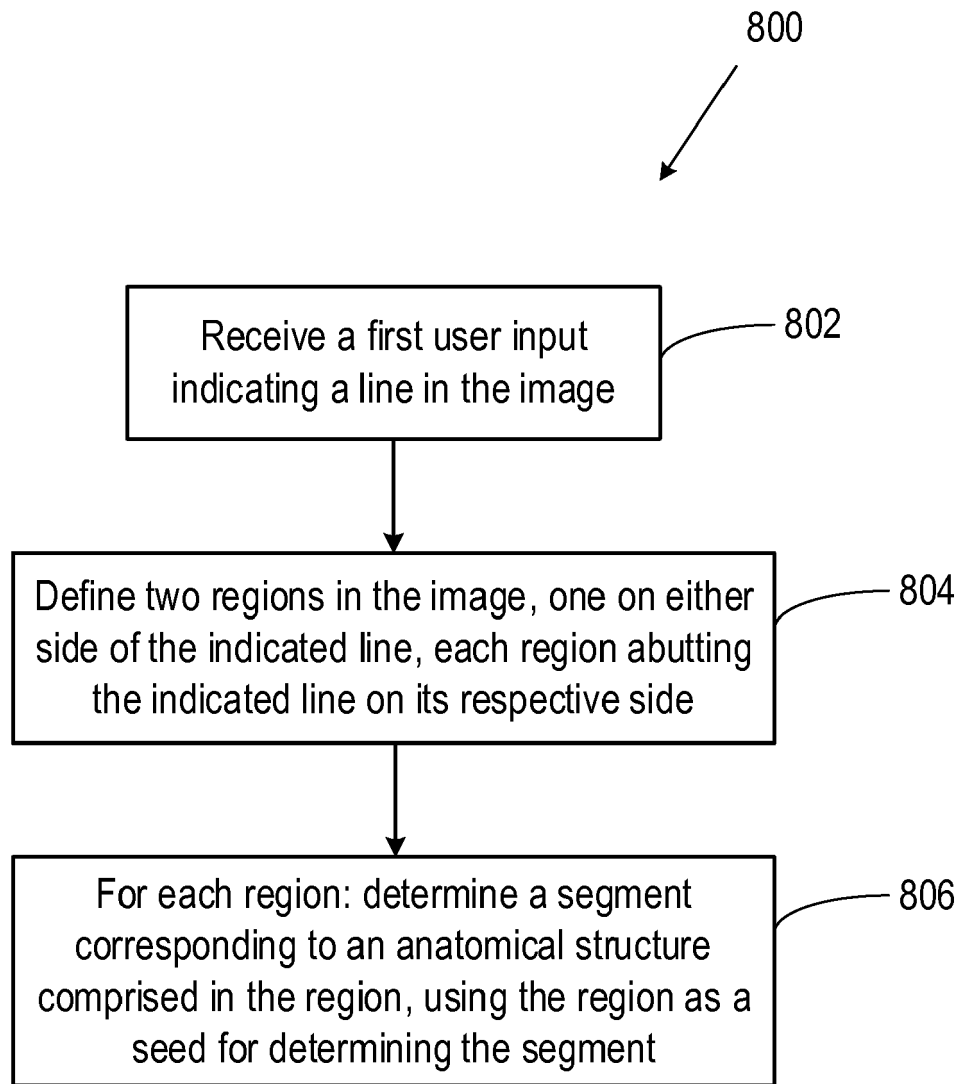 800
Receive a first user input
indicating a line in the image
802
Define two regions in the image, one on either
side of the indicated line, each region abutting
the indicated line on its respective side
804
For each region: determine a segment
corresponding to an anatomical structure
comprised in the region, using the region as a
seed for determining the segment
806